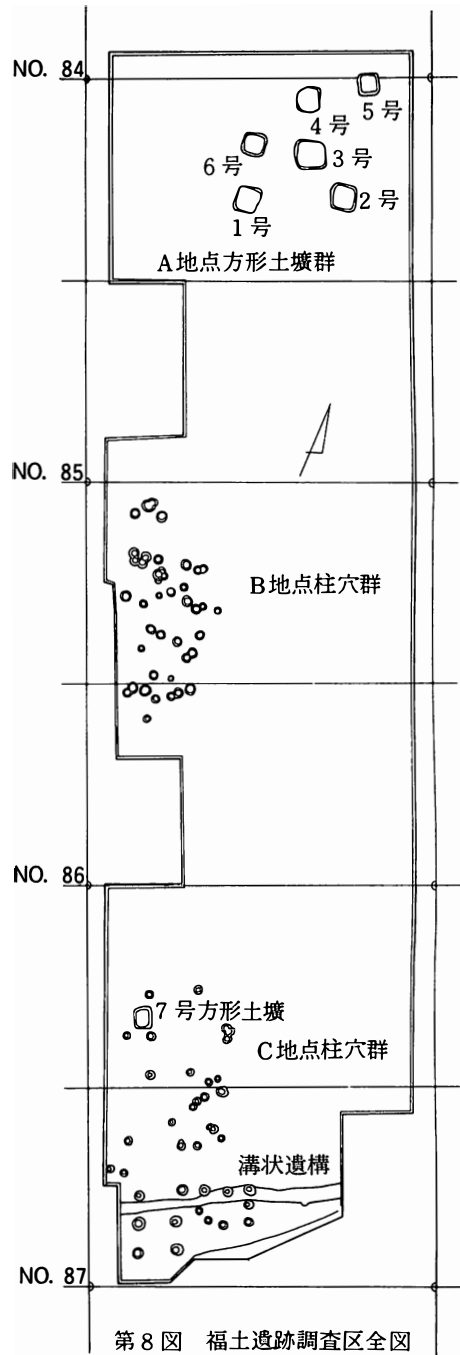 NO. 84
5号
4号
3号
6号
2号
1号
A地点方形土壙群
NO. 85
B地点柱穴群
NO. 86
7号方形土壙
C地点柱穴群
溝状遺構
NO. 87
第8図 福土遺跡調査区全図